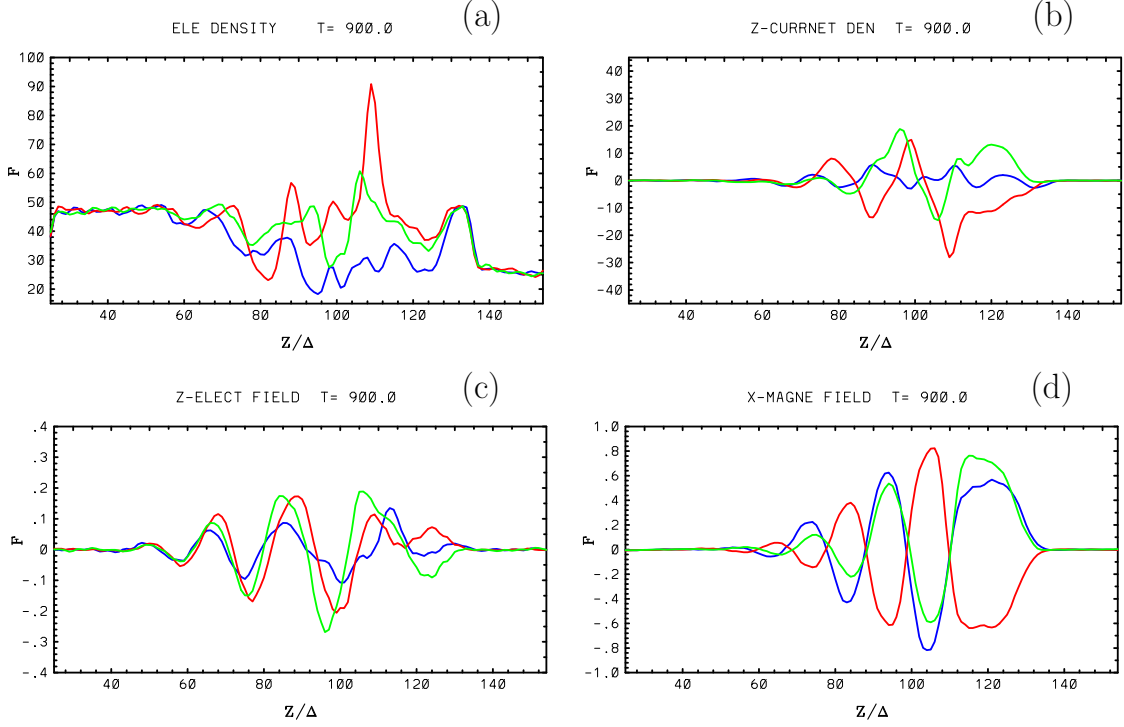 (a)
ELE DENSITY T= 900.0
100
90
80
70
60
50
40
30
20
F
40 60 80 100 120 140
Z/Δ
(b)
Z-CURRNET DEN T= 900.0
40
20
10
0
-10
-20
-40
F
40 60 80 100 120 140
Z/Δ
(c)
Z-ELECT FIELD T= 900.0
.4
.2
.1
0
-.1
-.2
-.3
-.4
F
40 60 80 100 120 140
Z/Δ
(d)
X-MAGNE FIELD T= 900.0
1.0
.8
.6
.4
.2
0
-.2
-.4
-.6
-.8
-1.0
F
40 60 80 100 120 140
Z/Δ